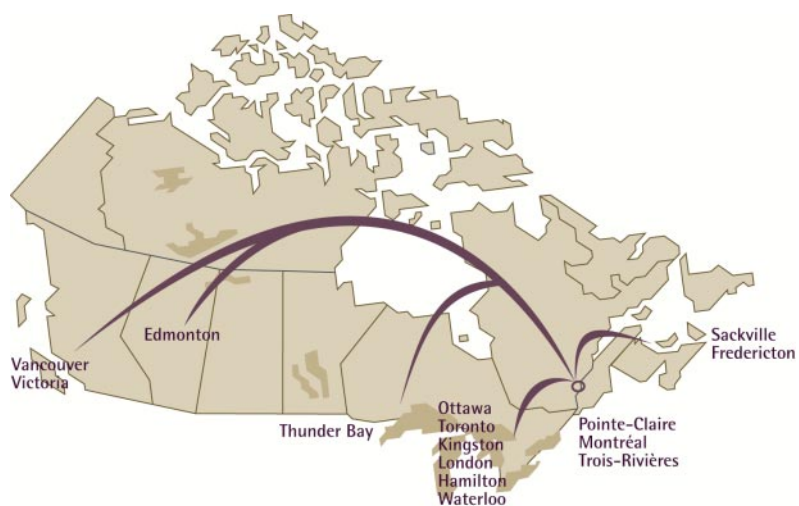 Vancouver
Victoria
Edmonton
Thunder Bay
Ottawa
Toronto
Kingston
London
Hamilton
Waterloo
Pointe-Claire
Montréal
Trois-Rivières
Sackville
Fredericton